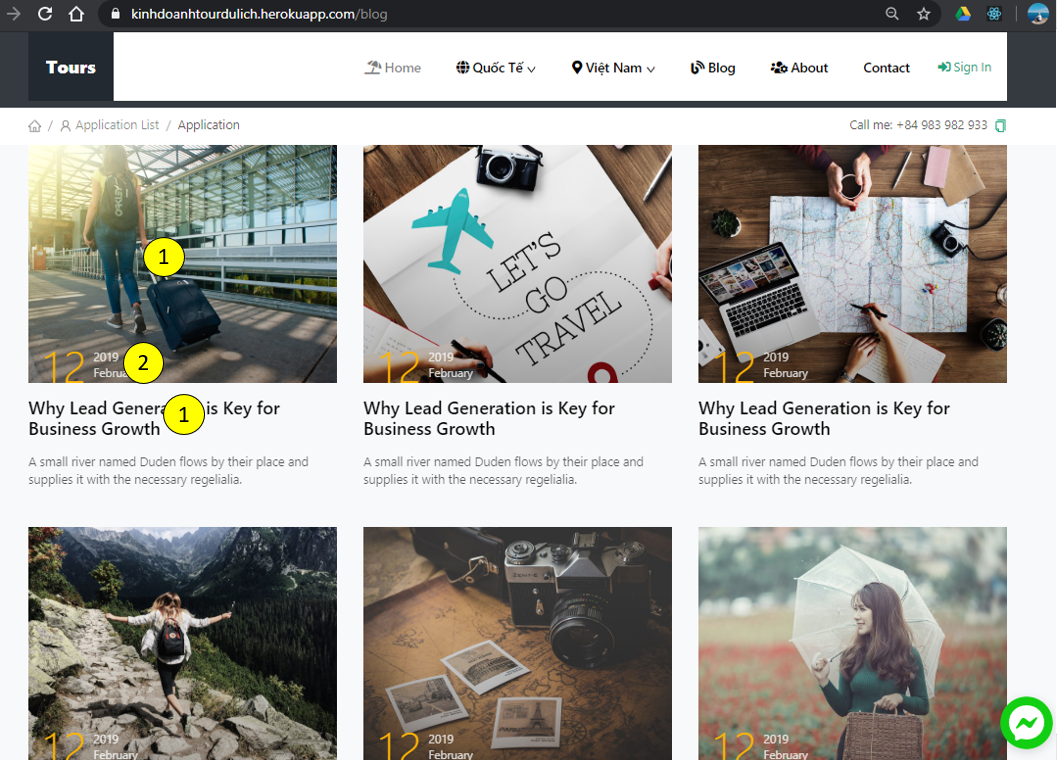 kinhdoanhtourdulich.herokuapp.com/blog
Tours
Home Quốc Tế Việt Nam Blog About Contact Sign In
/ Application List / Application
Call me: +84 983 982 933
1
LET'S
GO
TRAVEL
12 2019
2
12 2019
February
12 2019
February
Why Lead 1 is Key for
Business Growth
Why Lead Generation is Key for
Business Growth
Why Lead Generation is Key for
Business Growth
A small river named Duden flows by their place and
supplies it with the necessary regelialia.
A small river named Duden flows by their place and
supplies it with the necessary regelialia.
A small river named Duden flows by their place and
supplies it with the necessary regelialia.
12 2019
February
12 2019
February
12 2019
February